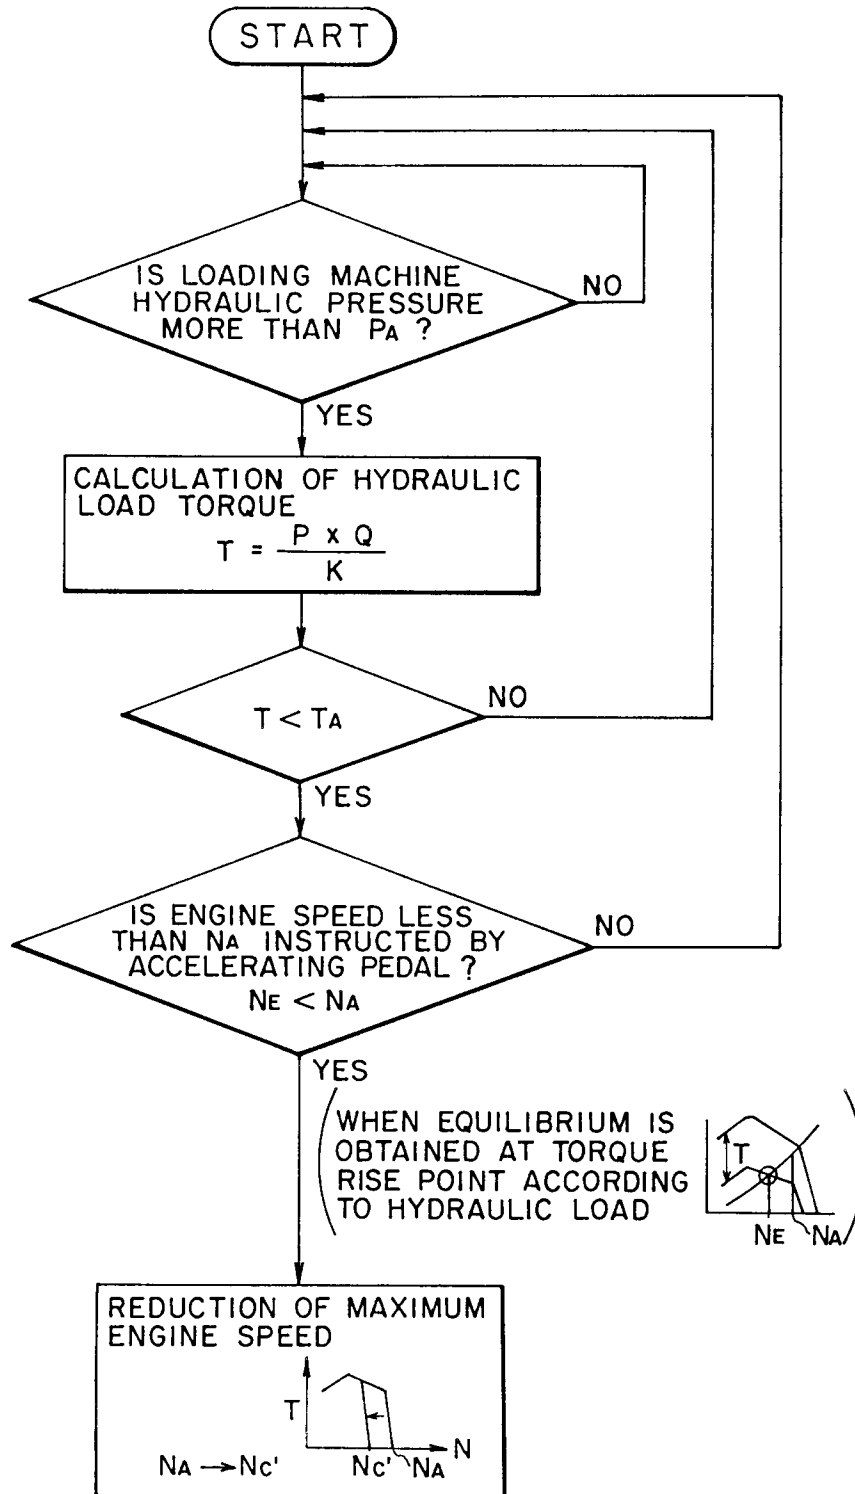 START
IS LOADING MACHINE
HYDRAULIC PRESSURE
MORE THAN PA ?
NO
YES
CALCULATION OF HYDRAULIC
LOAD TORQUE
T = P x Q
K
T < TA
NO
YES
IS ENGINE SPEED LESS
THAN NA INSTRUCTED BY
ACCELERATING PEDAL ?
NE < NA
NO
YES
WHEN EQUILIBRIUM IS
OBTAINED AT TORQUE
RISE POINT ACCORDING
TO HYDRAULIC LOAD
T
NE NA
REDUCTION OF MAXIMUM
ENGINE SPEED
T
N
NA → NC'
NC' NA